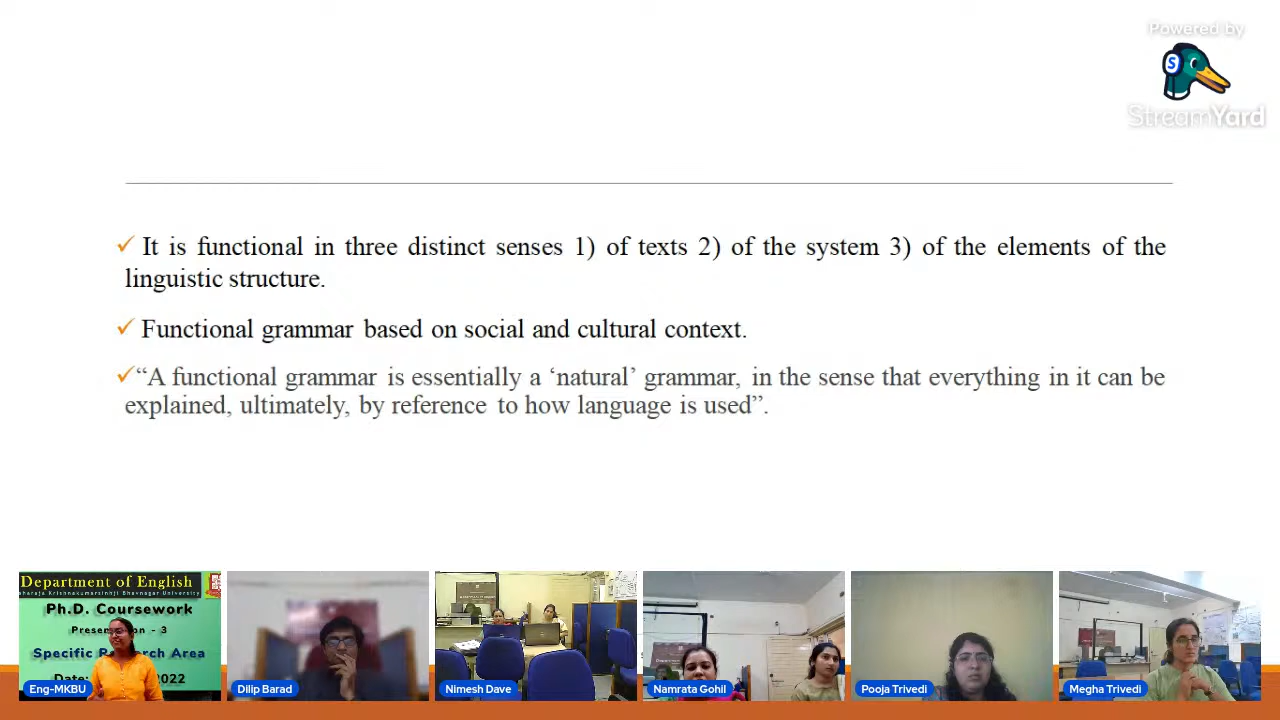 Powered by
S
StreamYard
✓ It is functional in three distinct senses 1) of texts 2) of the system 3) of the elements of the
linguistic structure.
✓ Functional grammar based on social and cultural context.
✓“A functional grammar is essentially a ‘natural’ grammar, in the sense that everything in it can be
explained, ultimately, by reference to how language is used”.
Department of English
Krishnakumarsinhji Bhavnagar University
Ph.D. Coursework
- 3
Specific Area
2022
Eng-MKBU
Dilip Barad
Nimesh Dave
Namrata Gohil
Pooja Trivedi
Megha Trivedi